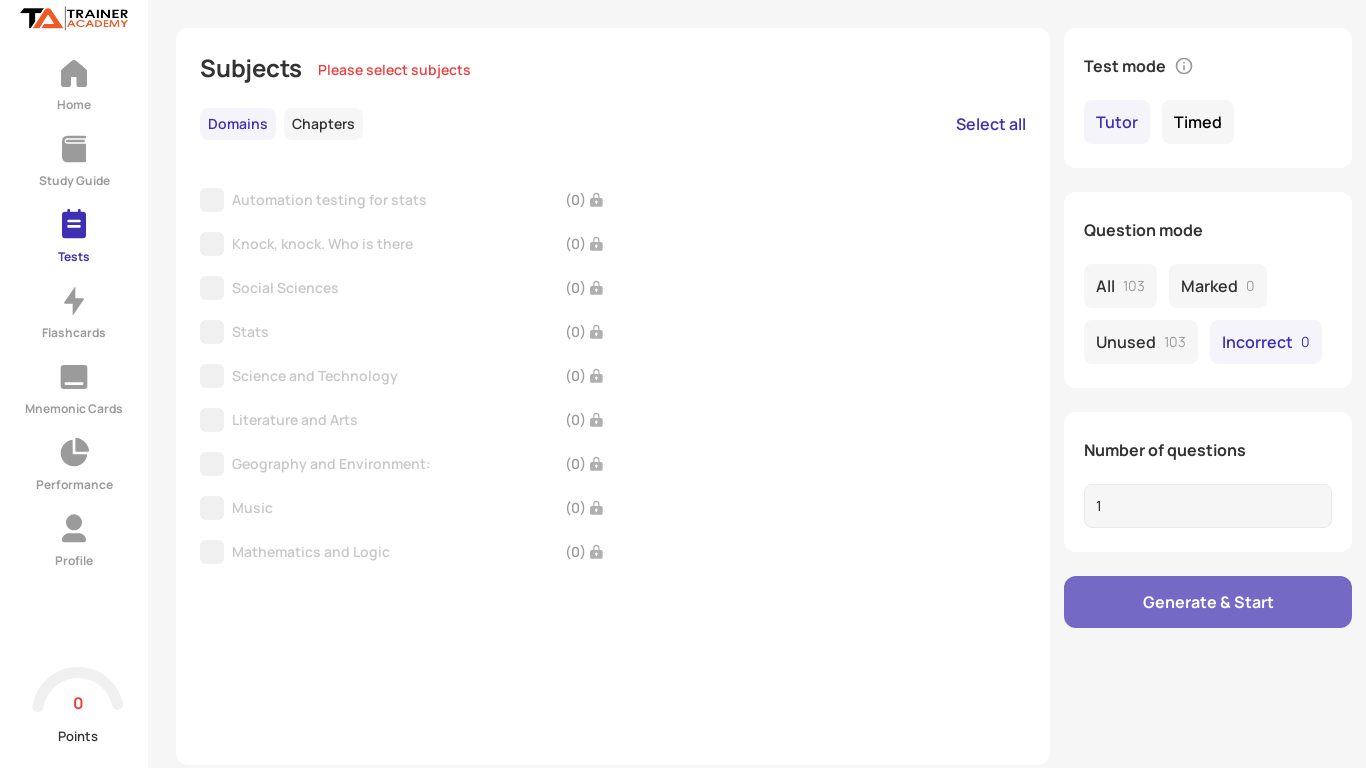 TRAINER
ACADEMY
Home
Study Guide
Tests
Flashcards
Mnemonic Cards
Performance
Profile
0
Points
Subjects
Please select subjects
Domains
Chapters
Select all
Automation testing for stats (0)
Knock, knock. Who is there (0)
Social Sciences (0)
Stats (0)
Science and Technology (0)
Literature and Arts (0)
Geography and Environment: (0)
Music (0)
Mathematics and Logic (0)
Test mode
Tutor
Timed
Question mode
All 103
Marked 0
Unused 103
Incorrect 0
Number of questions
1
Generate & Start